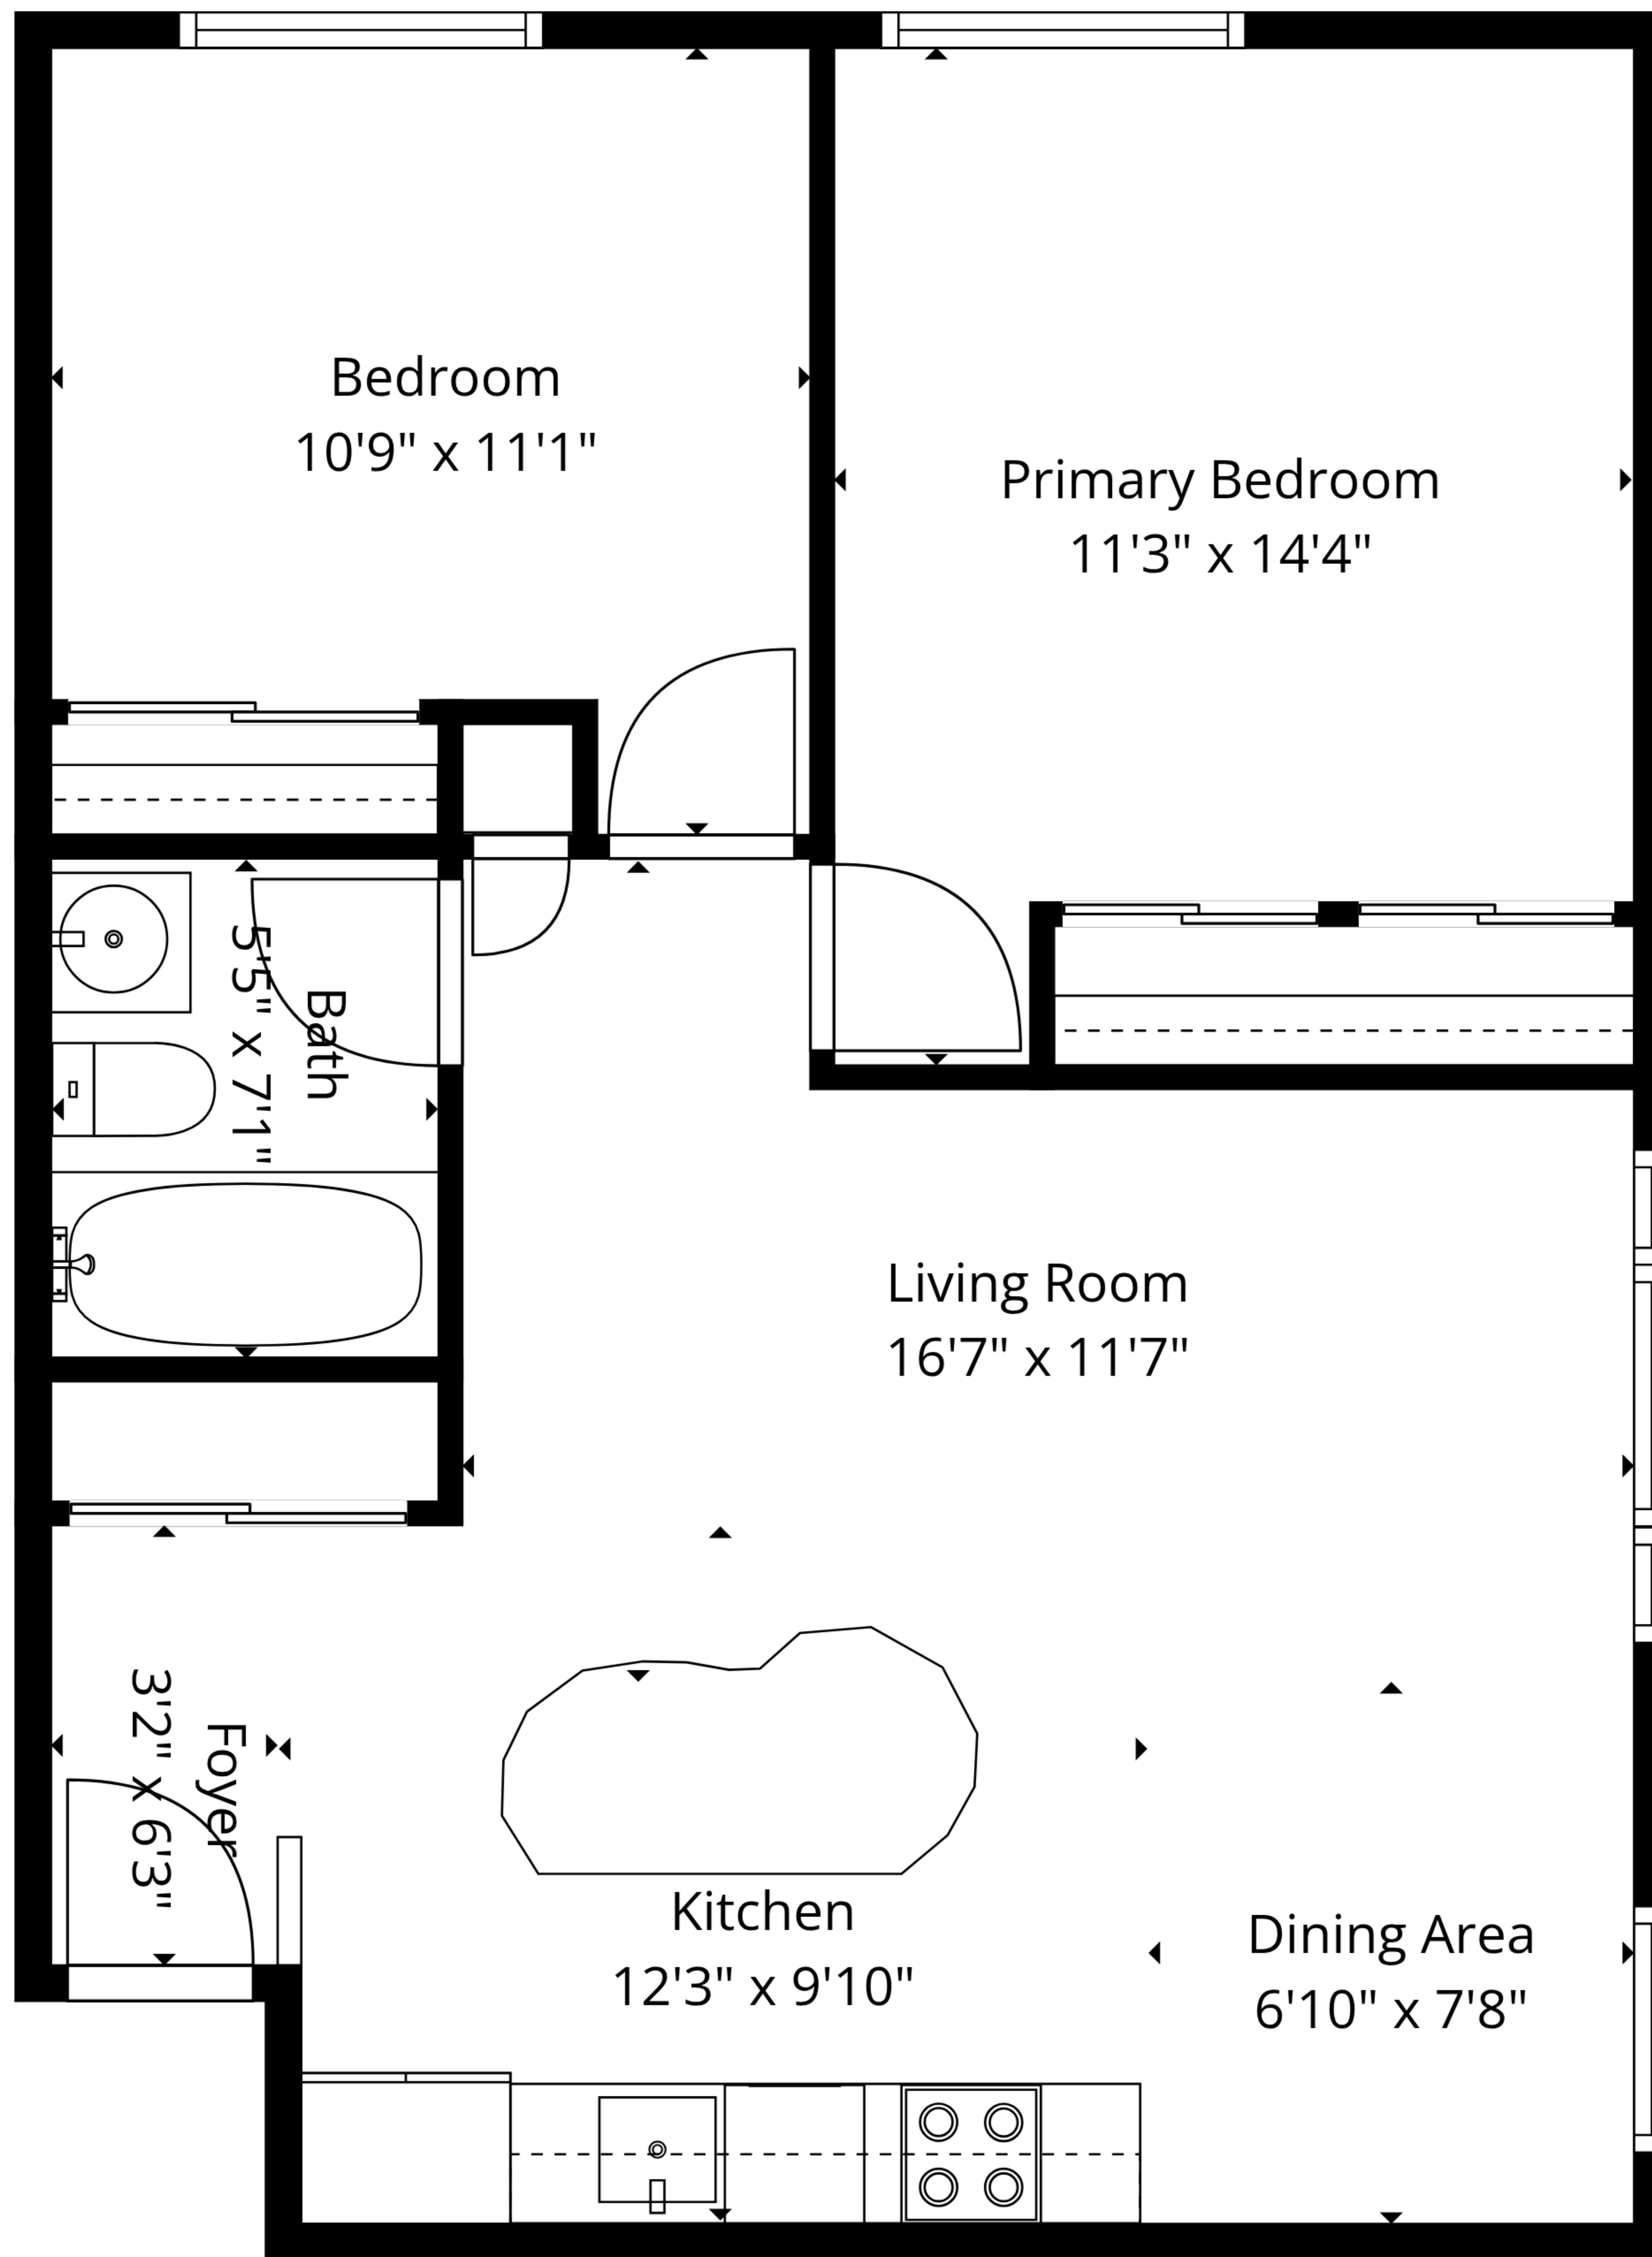 Bedroom
10'9" x 11'1"
Primary Bedroom
11'3" x 14'4"
Bath
5'5" x 7'1"
Living Room
16'7" x 11'7"
Foyer
3'2" x 6'3"
Kitchen
12'3" x 9'10"
Dining Area
6'10" x 7'8"